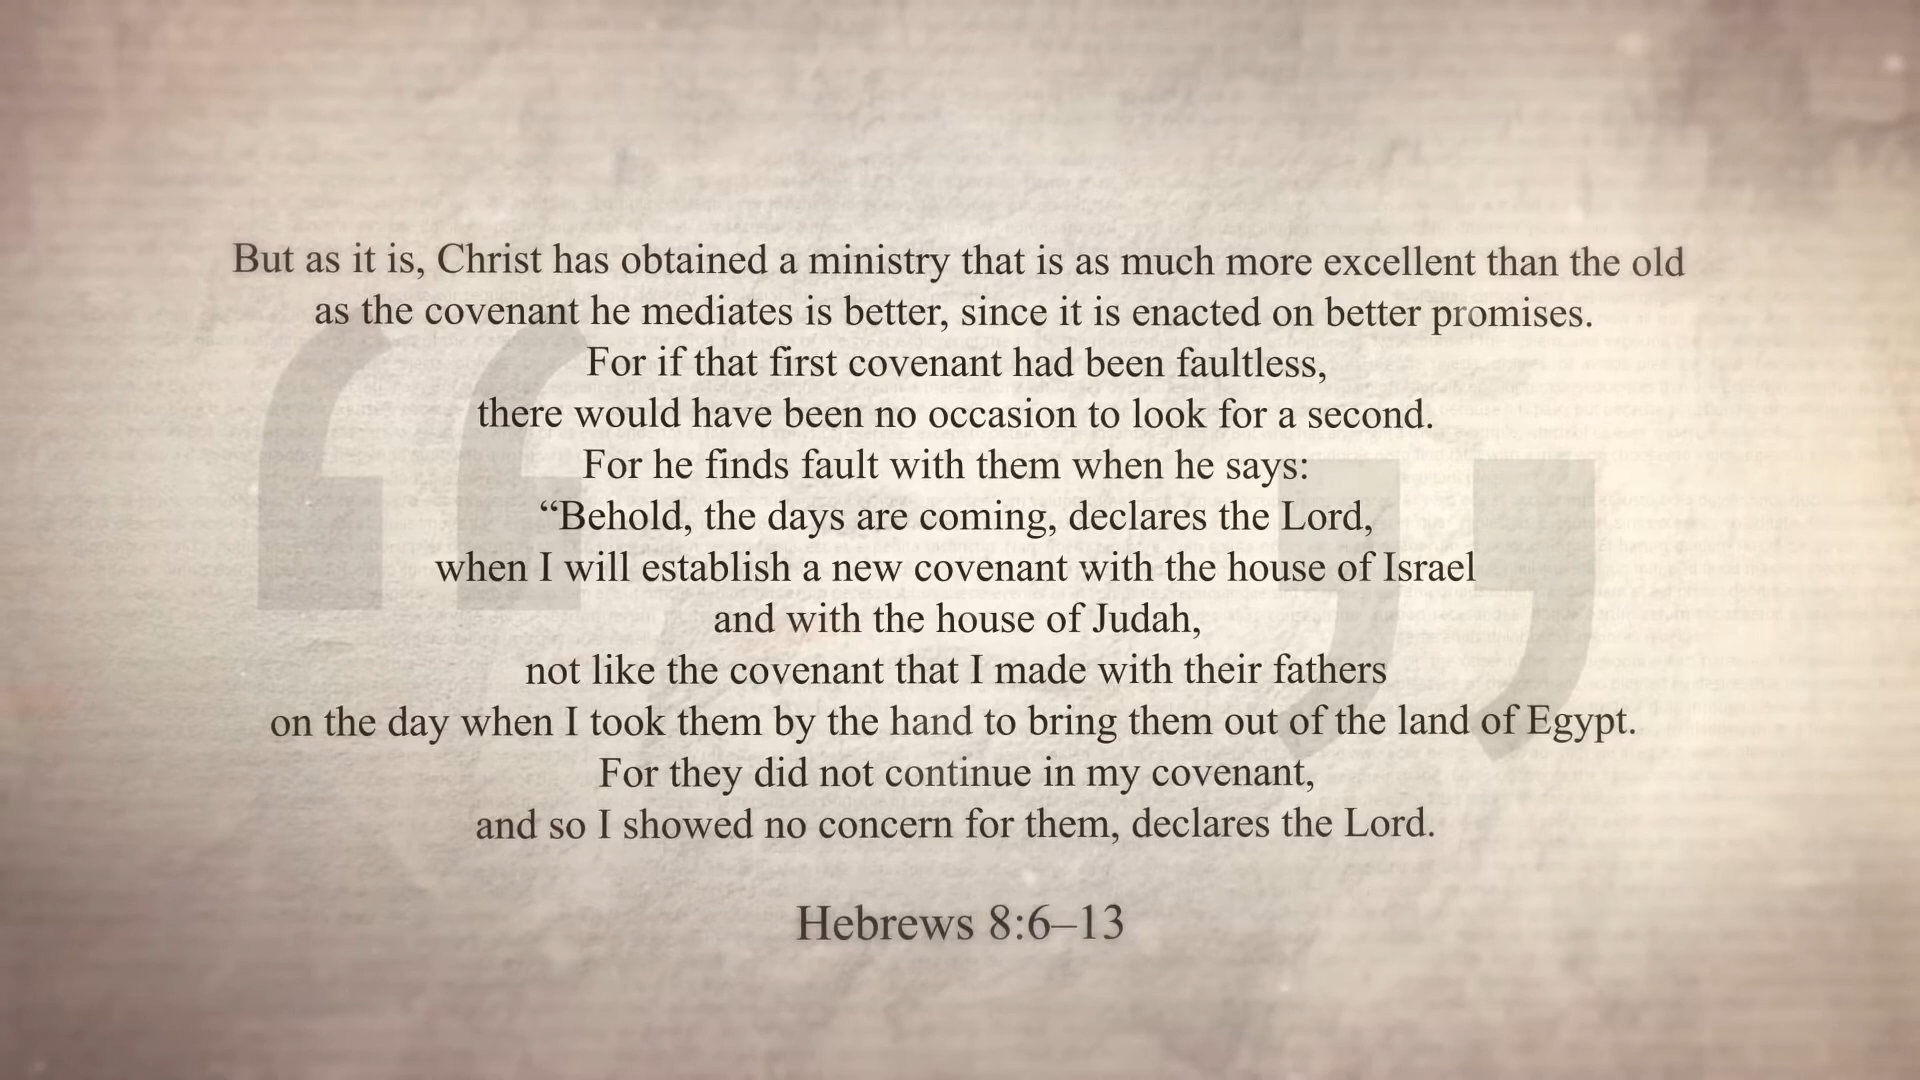 But as it is, Christ has obtained a ministry that is as much more excellent than the old
as the covenant he mediates is better, since it is enacted on better promises.
For if that first covenant had been faultless,
there would have been no occasion to look for a second.
For he finds fault with them when he says:
“Behold, the days are coming, declares the Lord,
when I will establish a new covenant with the house of Israel
and with the house of Judah,
not like the covenant that I made with their fathers
on the day when I took them by the hand to bring them out of the land of Egypt.
For they did not continue in my covenant,
and so I showed no concern for them, declares the Lord.
Hebrews 8:6–13